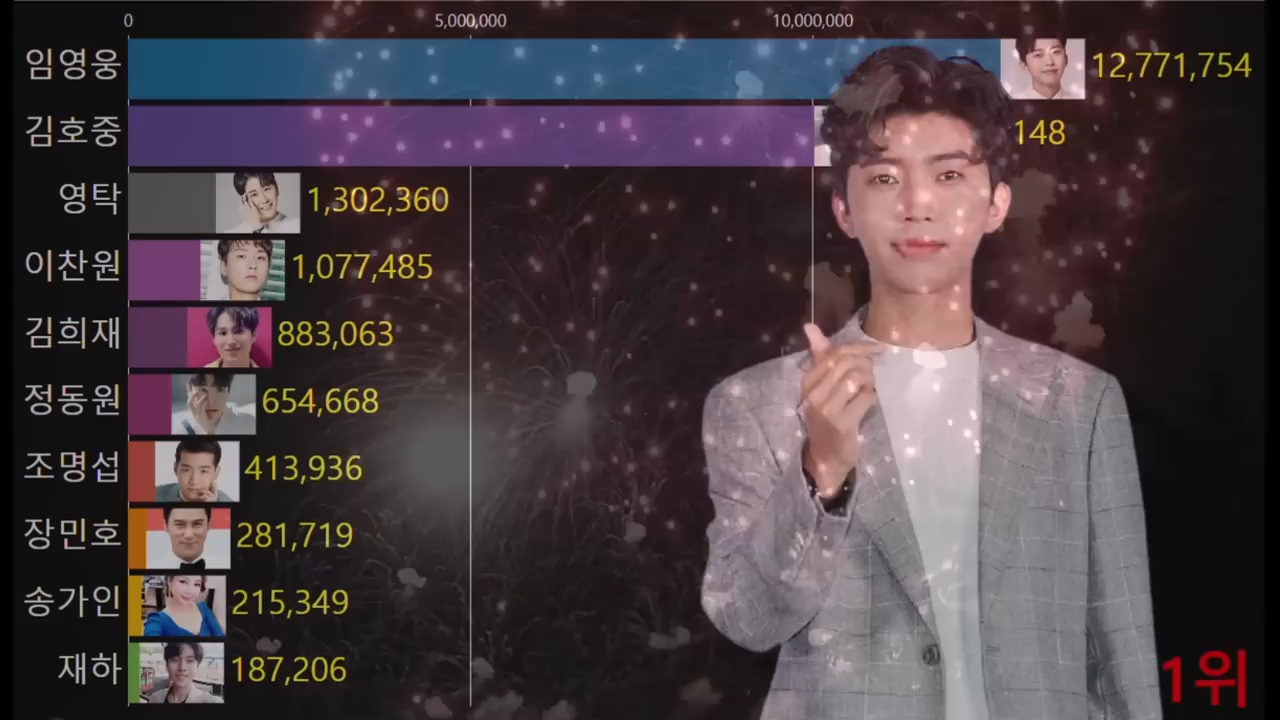 0 5,000,000 10,000,000
임영웅 12,771,754
김호중 148
영탁 1,302,360
이찬원 1,077,485
김희재 883,063
정동원 654,668
조명섭 413,936
장민호 281,719
송가인 215,349
재하 187,206
1위